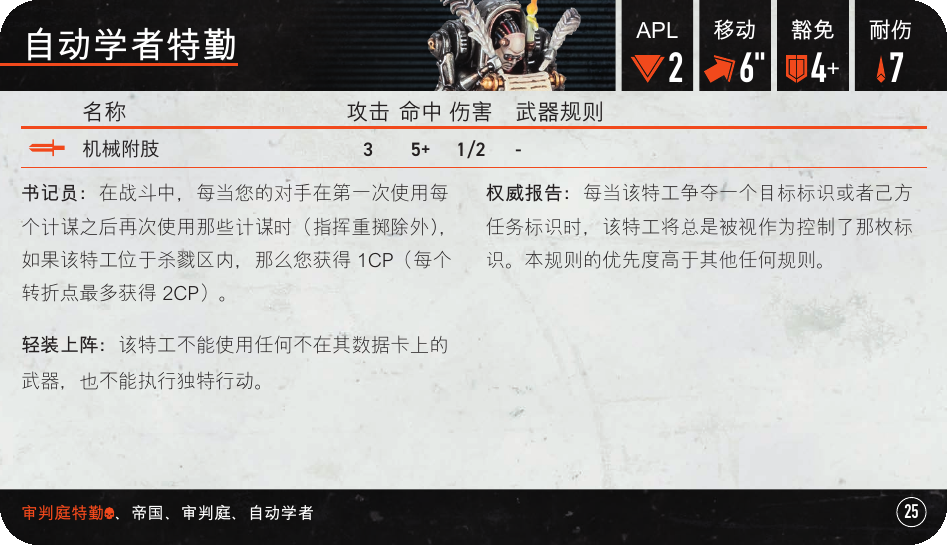 自动学者特勤
APL 移动 豁免 耐伤
2 6" 4+ 7
名称 攻击 命中 伤害 武器规则
机械附肢 3 5+ 1/2 -
书记员：在战斗中，每当您的对手在第一次使用每
个计谋之后再次使用那些计谋时（指挥重掷除外），
如果该特工位于杀戮区内，那么您获得 1CP（每个
转折点最多获得 2CP）。
轻装上阵：该特工不能使用任何不在其数据卡上的
武器，也不能执行独特行动。
权威报告：每当该特工争夺一个目标标识或者己方
任务标识时，该特工将总是被视作为控制了那枚标
识。本规则的优先度高于其他任何规则。
审判庭特勤、帝国、审判庭、自动学者
25